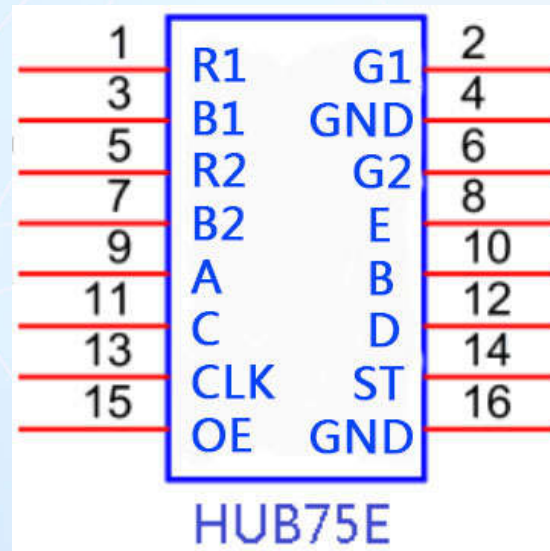 1 R1 G1 2
3 B1 GND 4
5 R2 G2 6
7 B2 E 8
9 A B 10
11 C D 12
13 CLK ST 14
15 OE GND 16
HUB75E